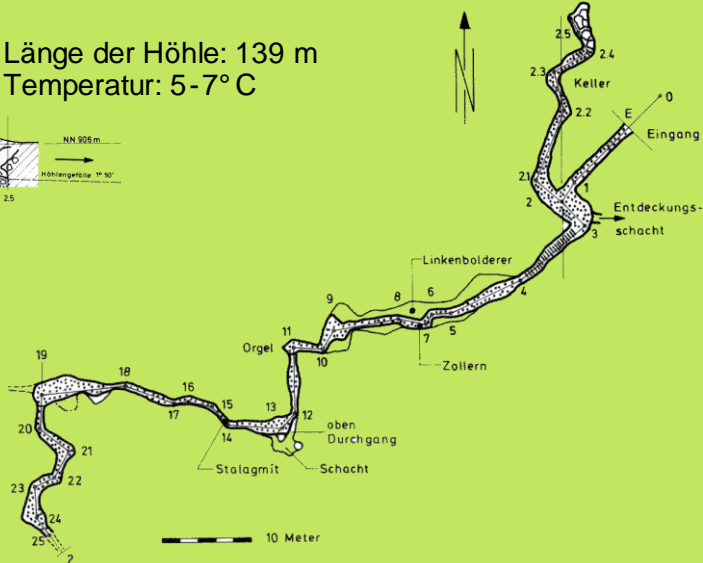 Länge der Höhle: 139 m
Temperatur: 5-7° C
NN 906m
Höhlengefälle 1° 50'
2.5
N
2.5
2.4
2.3
Keller
2.2
O
E
Eingang
2.1
1
2
Entdeckungs-
schacht
3
Linkenbolderer
4
9
8
6
7
5
11
Orgel
10
Zollern
19
18
16
15
13
12
17
14
oben
Durchgang
20
Stalagmit
Schacht
21
22
23
24
25
?
10 Meter